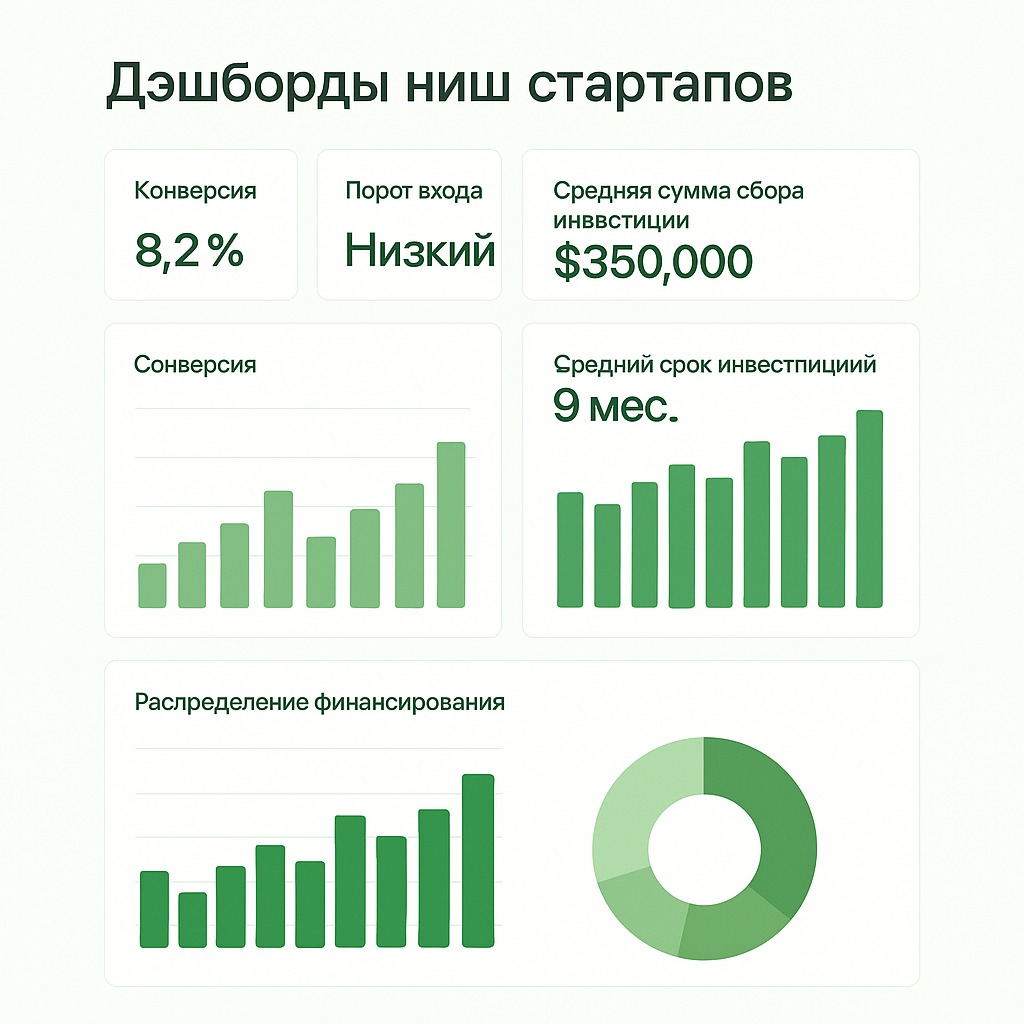 Дэшборды ниш стартапов
Конверсия
8,2 %
Порот входа
Низкий
Средняя сумма сбора
инввстиции
$350,000
Сонверсия
Средний срок инвестпициий
9 мес.
Распределение финансирования